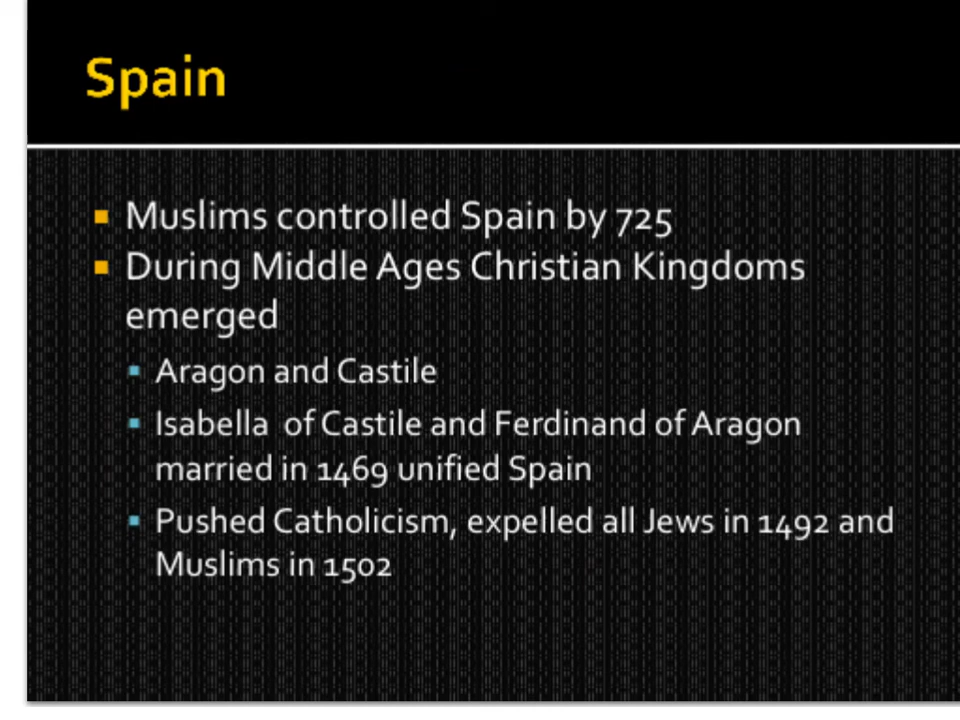 Spain
Muslims controlled Spain by 725
During Middle Ages Christian Kingdoms
emerged
Aragon and Castile
Isabella  of Castile and Ferdinand of Aragon
married in 1469 unified Spain
Pushed Catholicism, expelled all Jews in 1492 and
Muslims in 1502